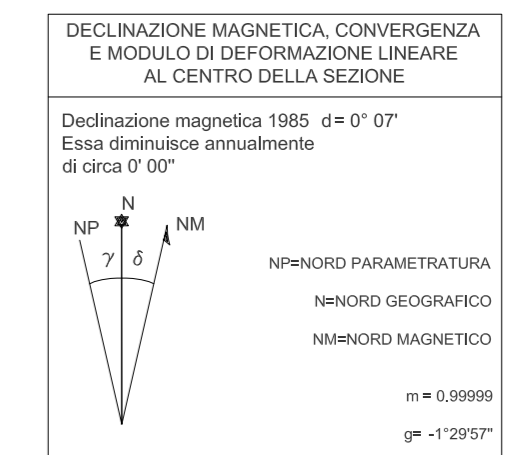 DECLINAZIONE MAGNETICA, CONVERGENZA
E MODULO DI DEFORMAZIONE LINEARE
AL CENTRO DELLA SEZIONE
Declinazione magnetica 1985 d= 0° 07'
Essa diminuisce annualmente
di circa 0' 00"
N
NP NM
γ δ
NP=NORD PARAMETRATURA
N=NORD GEOGRAFICO
NM=NORD MAGNETICO
m = 0.99999
g= -1°29'57"